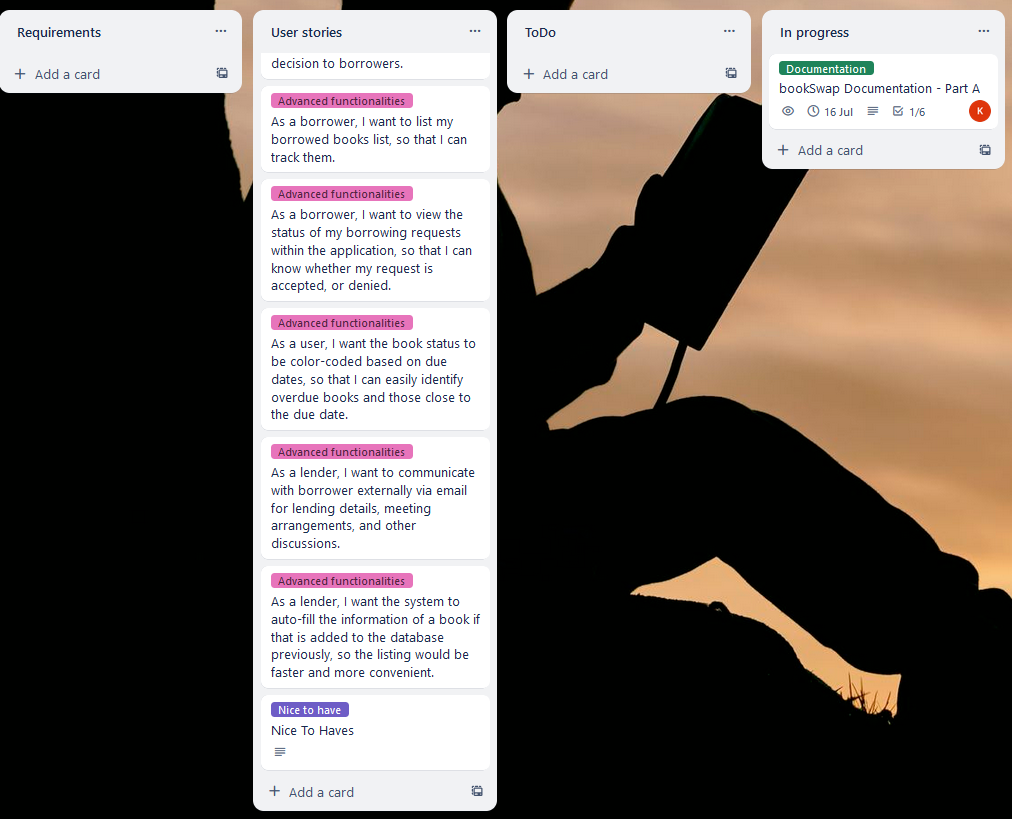 Requirements
Add a card
User stories
decision to borrowers.
Advanced functionalities
As a borrower, I want to list my
borrowed books list, so that I can
track them.
Advanced functionalities
As a borrower, I want to view the
status of my borrowing requests
within the application, so that I can
know whether my request is
accepted, or denied.
Advanced functionalities
As a user, I want the book status to
be color-coded based on due
dates, so that I can easily identify
overdue books and those close to
the due date.
Advanced functionalities
As a lender, I want to communicate
with borrower externally via email
for lending details, meeting
arrangements, and other
discussions.
Advanced functionalities
As a lender, I want the system to
auto-fill the information of a book if
that is added to the database
previously, so the listing would be
faster and more convenient.
Nice to have
Nice To Haves
Add a card
ToDo
Add a card
In progress
Documentation
bookSwap Documentation - Part A
16 Jul 1/6 K
Add a card